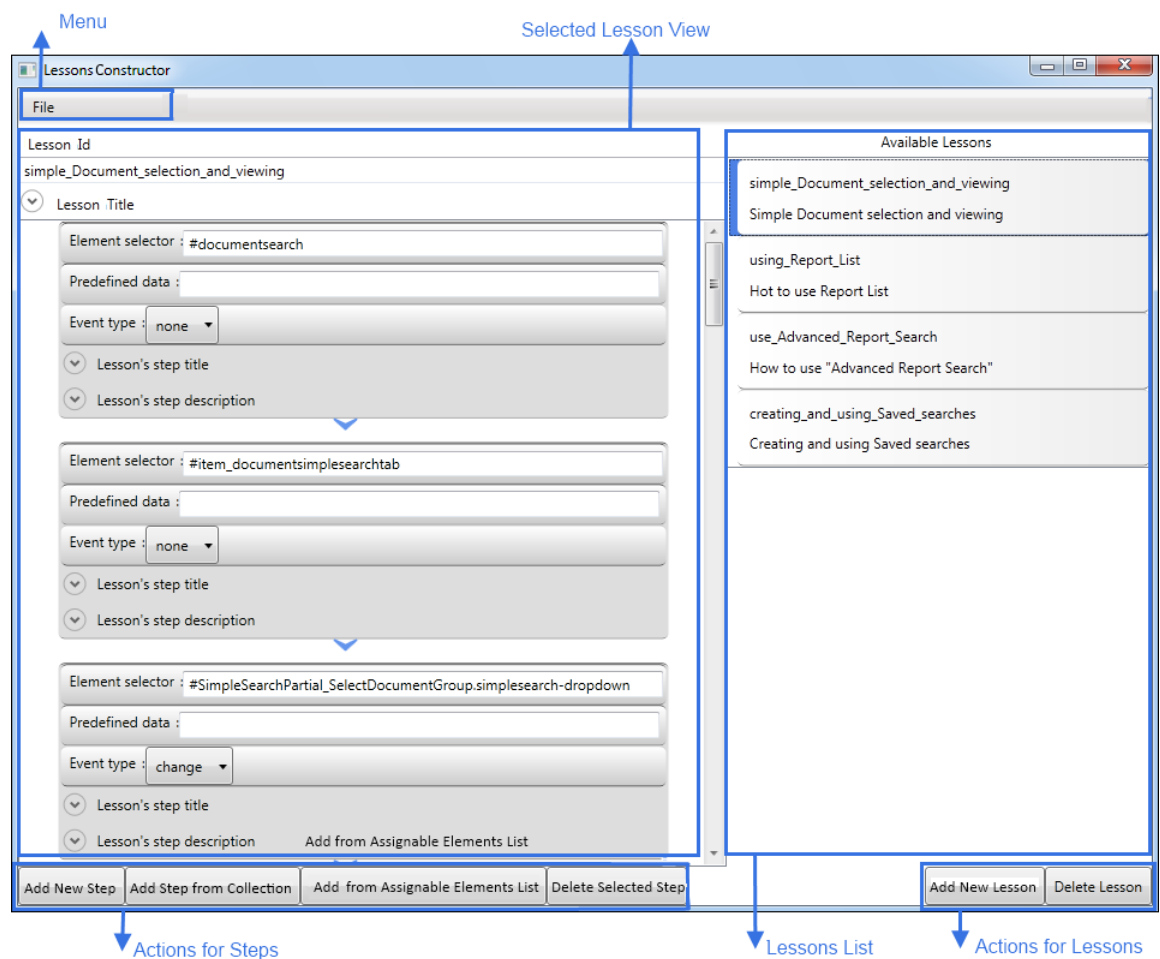 Menu
Selected Lesson View
Lessons Constructor
File
Lesson Id
simple_Document_selection_and_viewing
Lesson Title
Element selector : #documentsearch
Predefined data :
Event type : none
Lesson's step title
Lesson's step description
Element selector : #item_documentsimplesearchtab
Predefined data :
Event type : none
Lesson's step title
Lesson's step description
Element selector : #SimpleSearchPartial_SelectDocumentGroup.simplesearch-dropdown
Predefined data :
Event type : change
Lesson's step title
Lesson's step description Add from Assignable Elements List
Available Lessons
simple_Document_selection_and_viewing
Simple Document selection and viewing
using_Report_List
Hot to use Report List
use_Advanced_Report_Search
How to use "Advanced Report Search"
creating_and_using_Saved_searches
Creating and using Saved searches
Add New Step Add Step from Collection Add from Assignable Elements List Delete Selected Step
Add New Lesson Delete Lesson
Actions for Steps
Lessons List
Actions for Lessons